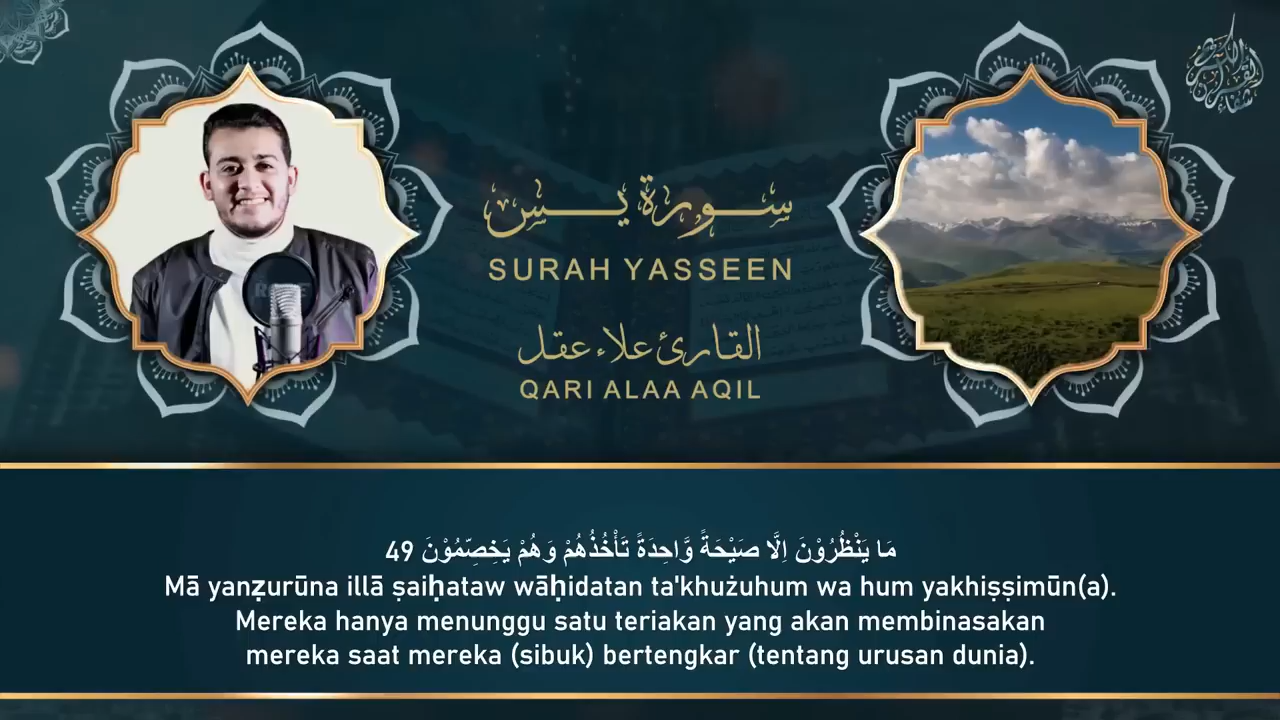 سورة يس
SURAH YASSEEN
القارئ علاء عقل
QARI ALAA AQIL
مَا يَنْظُرُوْنَ اِلَّا صَيْحَةً وَّاحِدَةً تَأْخُذُهُمْ وَهُمْ يَخِصِّمُوْنَ 49
Mā yanẓurūna illā ṣaiḥataw wāḥidatan ta'khużuhum wa hum yakhiṣṣimūn(a).
Mereka hanya menunggu satu teriakan yang akan membinasakan
mereka saat mereka (sibuk) bertengkar (tentang urusan dunia).